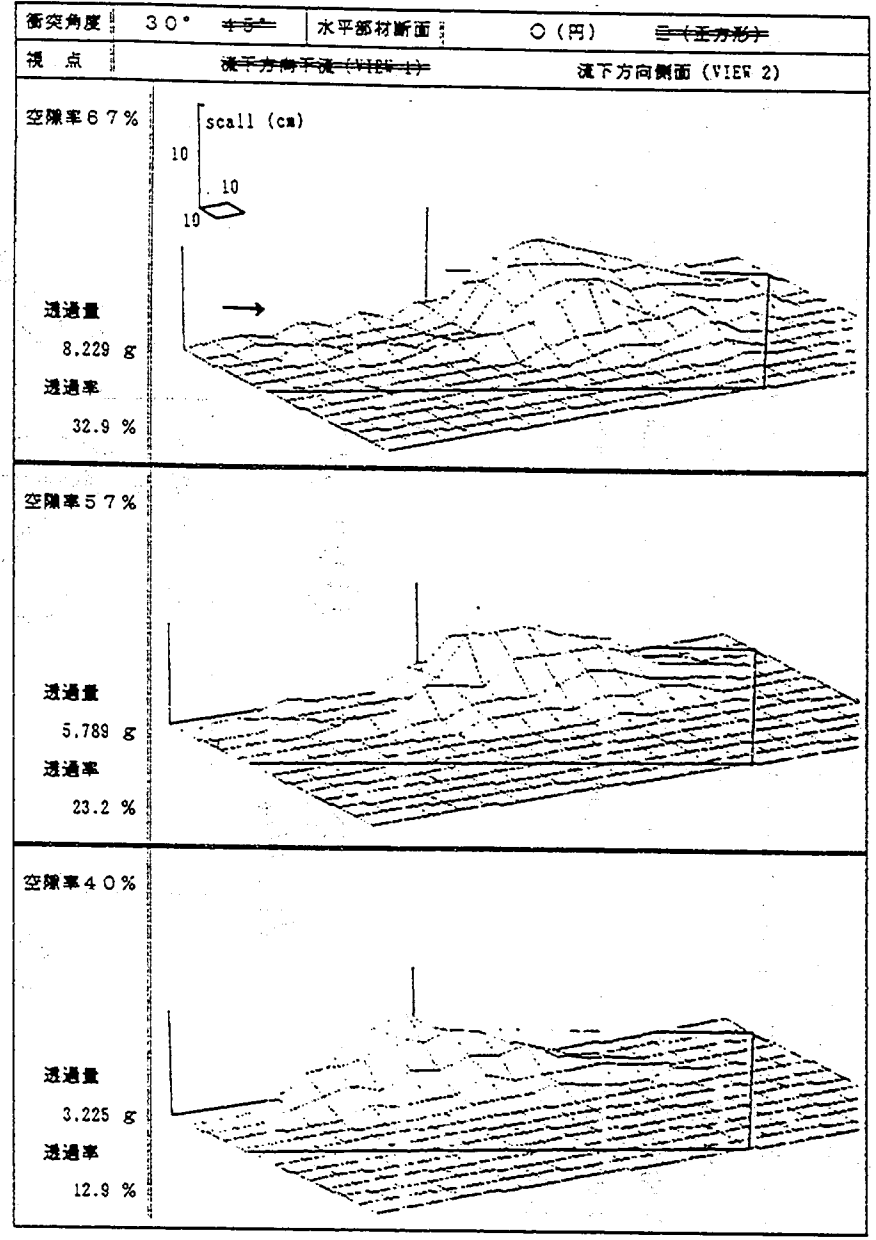 衝突角度 30° 45° 水平部材断面 ○(円) □(正方形)
視 点 流下方向下流(VIEW 1) 流下方向側面(VIEW 2)
空隙率67%
scall (cm)
10
10
10
透過量
8.229 g
透過率
32.9 %
空隙率57%
透過量
5.789 g
透過率
23.2 %
空隙率40%
透過量
3.225 g
透過率
12.9 %